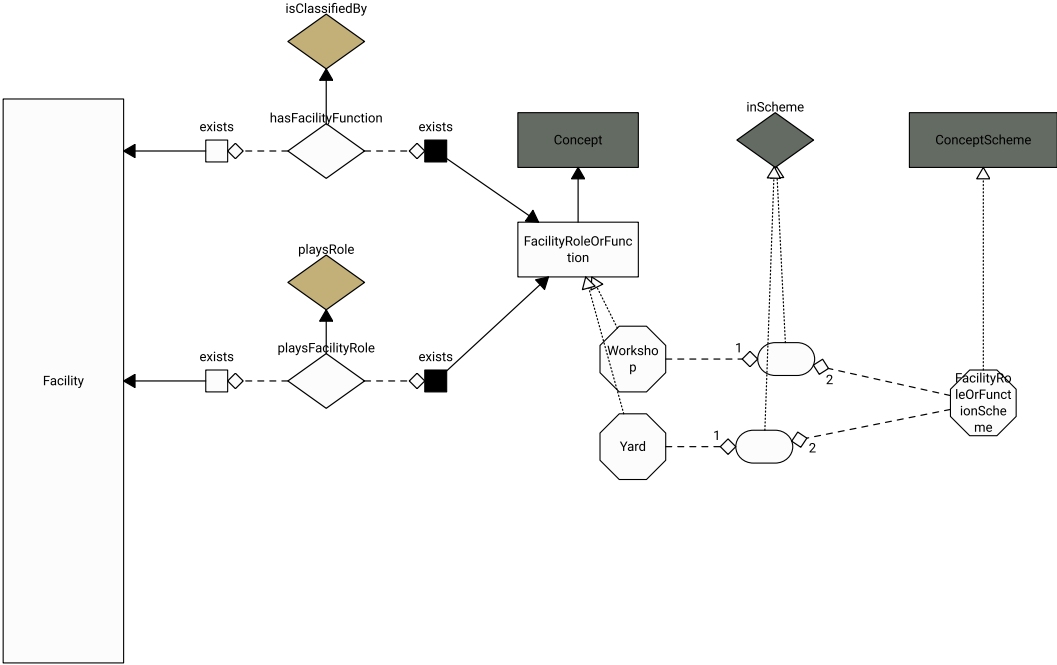 isClassifiedBy
hasFacilityFunction
exists
exists
inScheme
Concept
ConceptScheme
FacilityRoleOrFunc
tion
playsRole
playsFacilityRole
exists
exists
Facility
Worksho
p
1
2
FacilityRo
leOrFunct
ionSche
me
Yard
1
2